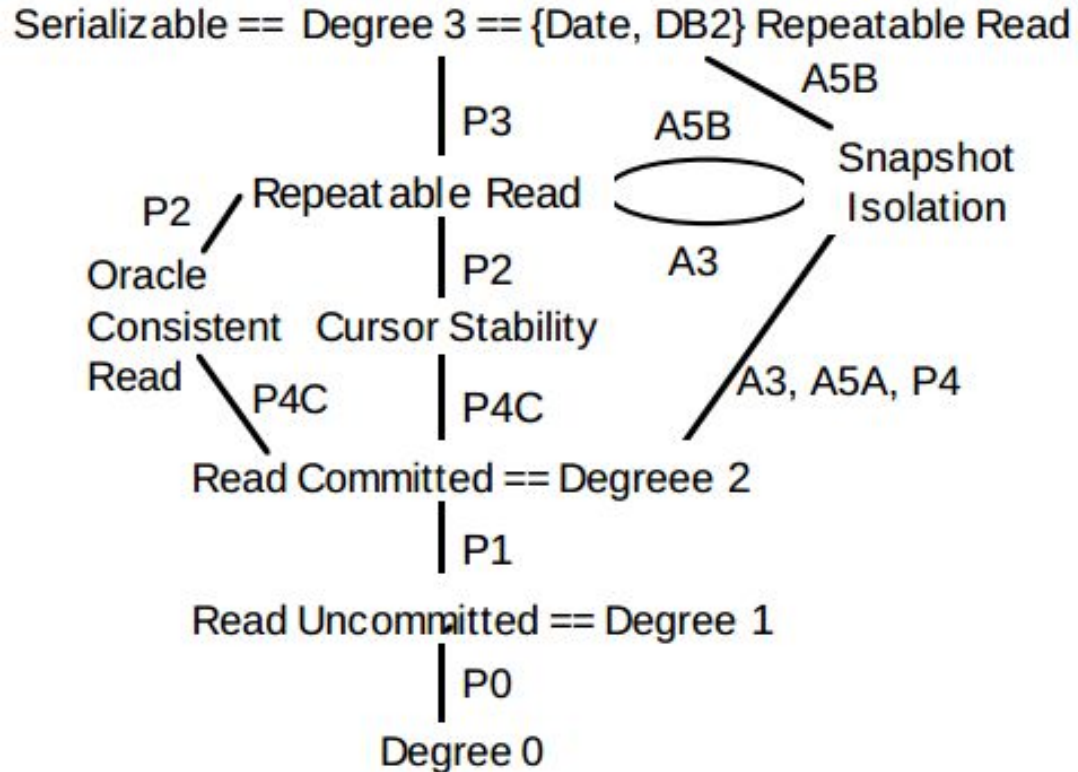 Serializable == Degree 3 == {Date, DB2} Repeatable Read
A5B
P3
A5B
Snapshot
Isolation
Repeatable Read
P2
A3
Oracle
Consistent
Read
P2
Cursor Stability
P4C
P4C
A3, A5A, P4
Read Committed == Degreee 2
P1
Read Uncommitted == Degree 1
P0
Degree 0